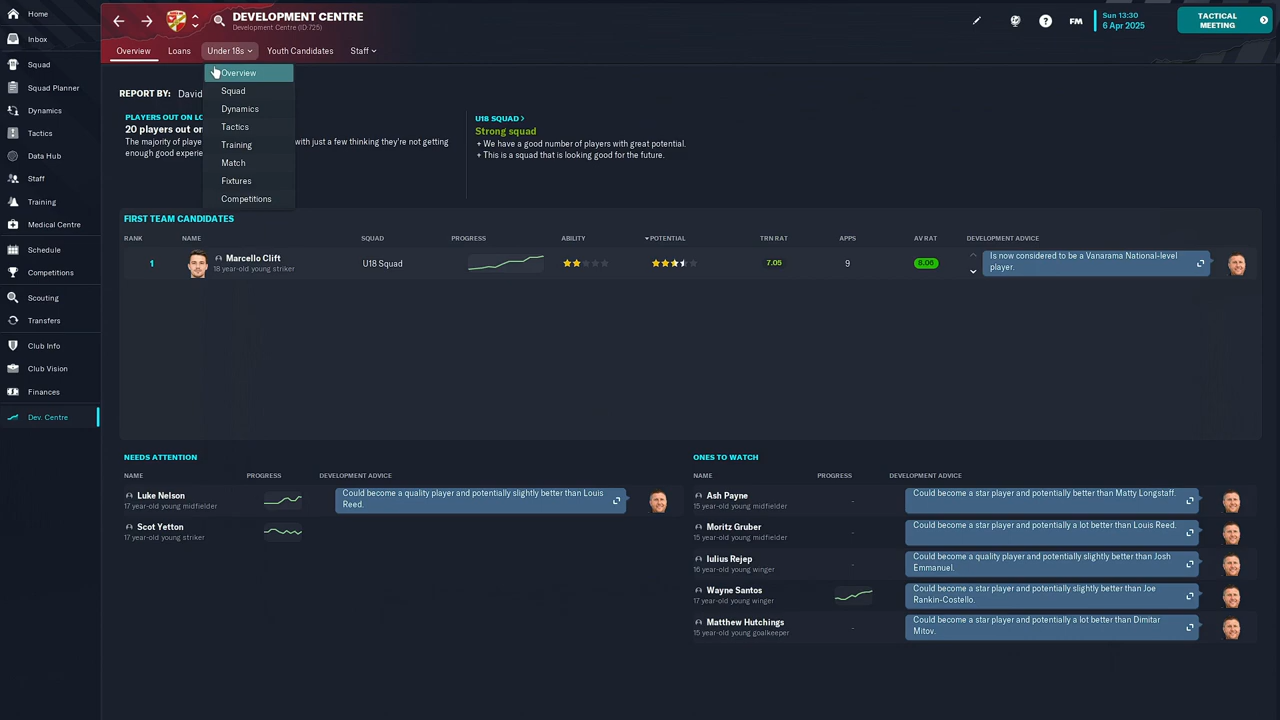 Home
Inbox
Squad
Squad Planner
Dynamics
Tactics
Data Hub
Staff
Training
Medical Centre
Schedule
Competitions
Scouting
Transfers
Club Info
Club Vision
Finances
Dev. Centre
DEVELOPMENT CENTRE
Development Centre (ID:725)
FM
Sun 13:30
6 Apr 2025
TACTICAL
MEETING
Overview Loans Under 18s Youth Candidates Staff
Overview
Squad
Dynamics
Tactics
Training
Match
Fixtures
Competitions
REPORT BY: David
PLAYERS OUT ON LO
20 players out on
The majority of playe with just a few thinking they're not getting
enough good experie
U18 SQUAD >
Strong squad
+ We have a good number of players with great potential.
+ This is a squad that is looking good for the future.
FIRST TEAM CANDIDATES
RANK NAME SQUAD PROGRESS ABILITY POTENTIAL TRN RAT APPS AV RAT DEVELOPMENT ADVICE
1 Marcello Clift U18 Squad 7.05 9
18 year-old young striker
Is now considered to be a Vanarama National-level
player.
NEEDS ATTENTION
NAME PROGRESS DEVELOPMENT ADVICE
Luke Nelson
17 year-old young midfielder
Could become a quality player and potentially slightly better than Louis
Reed.
Scot Yetton
17 year-old young striker
ONES TO WATCH
NAME PROGRESS DEVELOPMENT ADVICE
Ash Payne
15 year-old young midfielder
Could become a star player and potentially better than Matty Longstaff.
Moritz Gruber
15 year-old young midfielder
Could become a star player and potentially a lot better than Louis Reed.
Iulius Rejep
16 year-old young winger
Could become a quality player and potentially slightly better than Josh
Emmanuel.
Wayne Santos
17 year-old young winger
Could become a star player and potentially slightly better than Joe
Rankin-Costello.
Matthew Hutchings
15 year-old young goalkeeper
Could become a star player and potentially a lot better than Dimitar
Mitov.